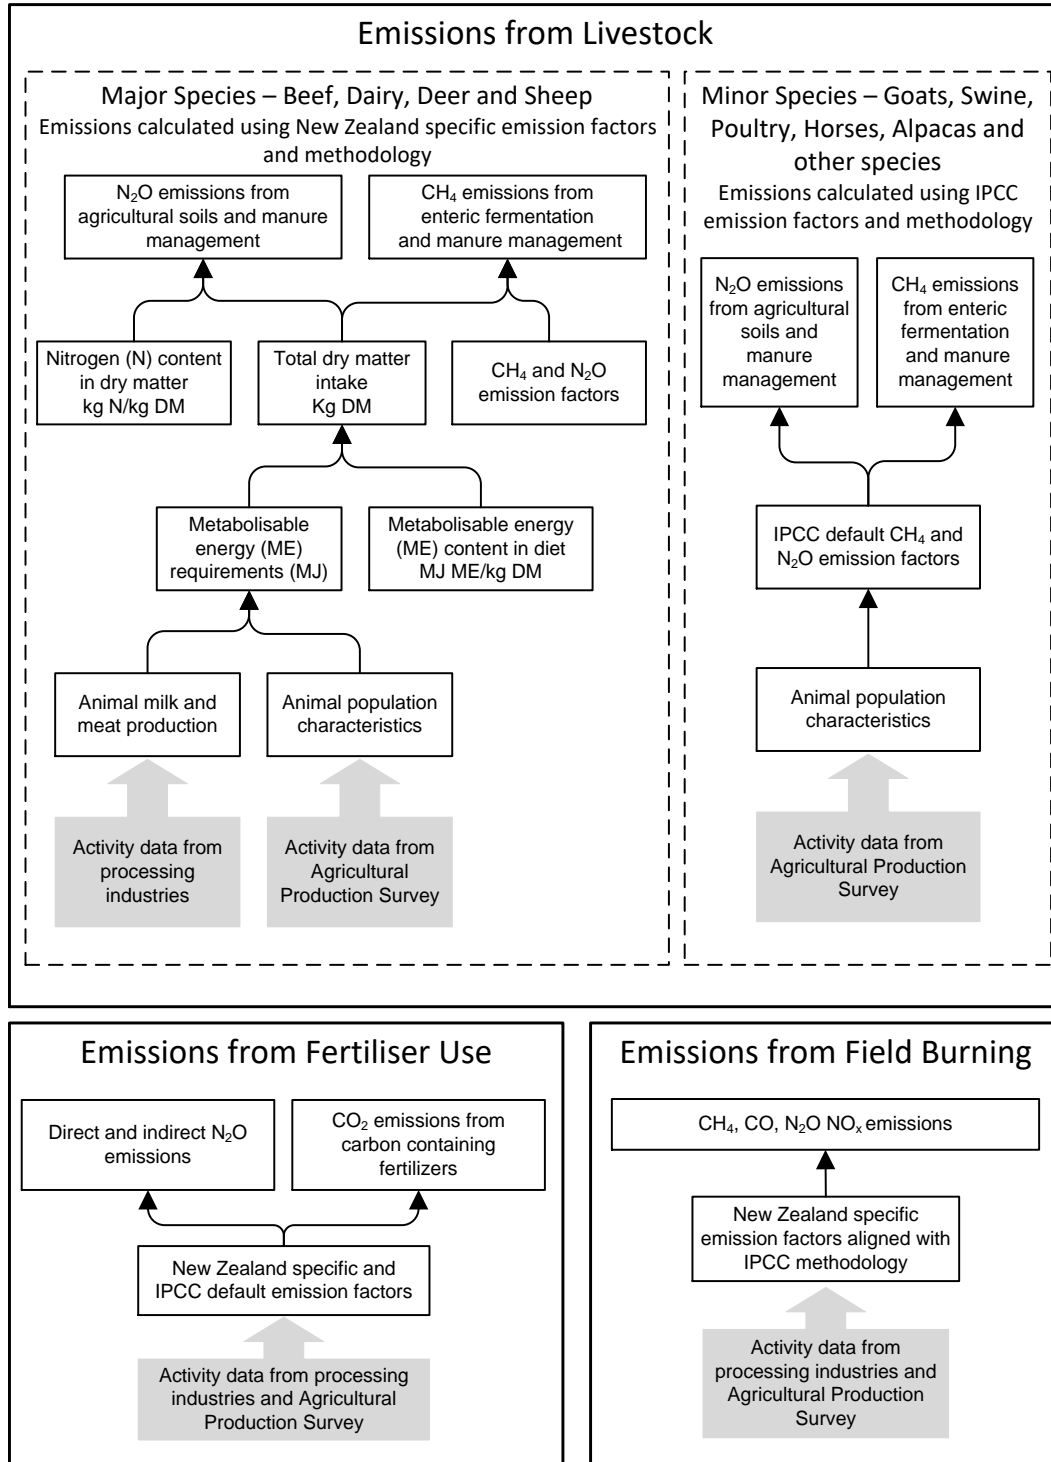 Emissions from Livestock
Major Species – Beef, Dairy, Deer and Sheep
Emissions calculated using New Zealand specific emission factors
and methodology
N₂O emissions from
agricultural soils and manure
management
CH₄ emissions from
enteric fermentation
and manure management
Nitrogen (N) content
in dry matter
kg N/kg DM
Total dry matter
intake
Kg DM
CH₄ and N₂O
emission factors
Metabolisable
energy (ME)
requirements (MJ)
Metabolisable energy
(ME) content in diet
MJ ME/kg DM
Animal milk and
meat production
Animal population
characteristics
Activity data from
processing
industries
Activity data from
Agricultural
Production Survey
Minor Species – Goats, Swine,
Poultry, Horses, Alpacas and
other species
Emissions calculated using IPCC
emission factors and methodology
N₂O emissions
from agricultural
soils and
manure
management
CH₄ emissions
from enteric
fermentation
and manure
management
IPCC default CH₄ and
N₂O emission factors
Animal population
characteristics
Activity data from
Agricultural Production
Survey
Emissions from Fertiliser Use
Direct and indirect N₂O
emissions
CO₂ emissions from
carbon containing
fertilizers
New Zealand specific and
IPCC default emission factors
Activity data from processing
industries and Agricultural
Production Survey
Emissions from Field Burning
CH₄, CO, N₂O NOₓ emissions
New Zealand specific
emission factors aligned with
IPCC methodology
Activity data from
processing industries and
Agricultural Production
Survey